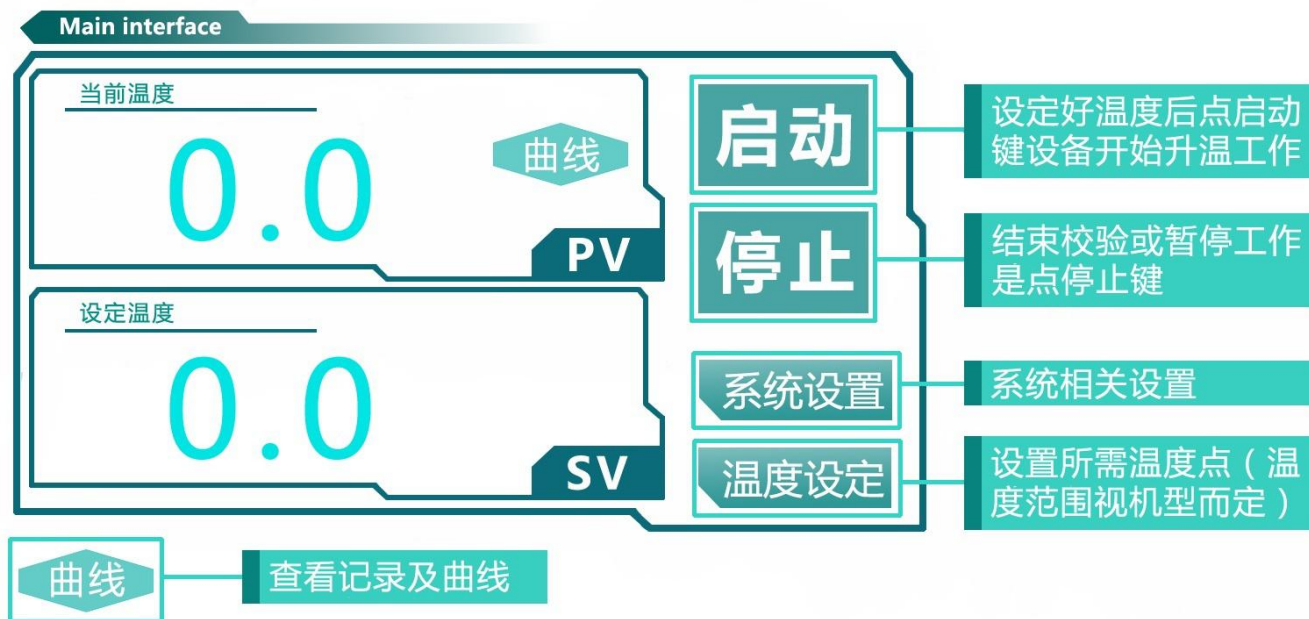 Main interface
当前温度
0.0
曲线
PV
设定温度
0.0
SV
启动
停止
系统设置
温度设定
设定好温度后点启动
键设备开始升温工作
结束校验或暂停工作
是点停止键
系统相关设置
设置所需温度点（温
度范围视机型而定）
曲线
查看记录及曲线